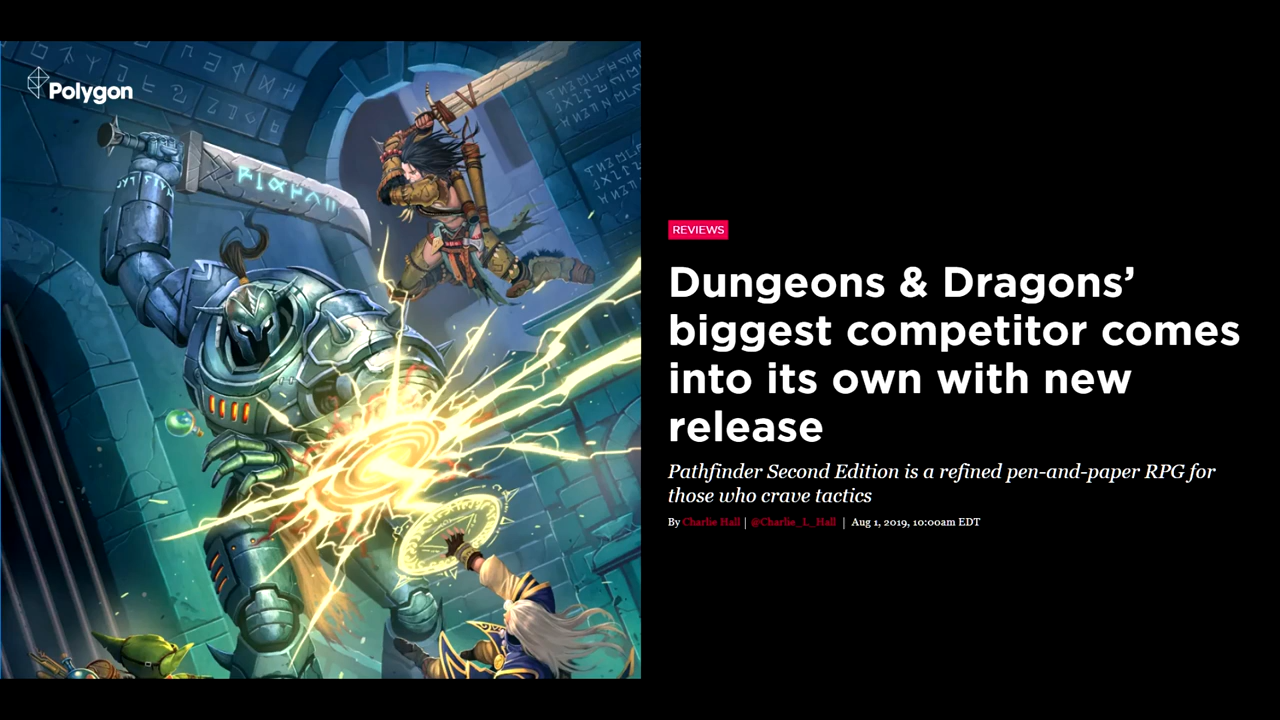 Polygon
REVIEWS
Dungeons & Dragons’
biggest competitor comes
into its own with new
release
Pathfinder Second Edition is a refined pen-and-paper RPG for
those who crave tactics
By Charlie Hall | @Charlie_L_Hall | Aug 1, 2019, 10:00am EDT